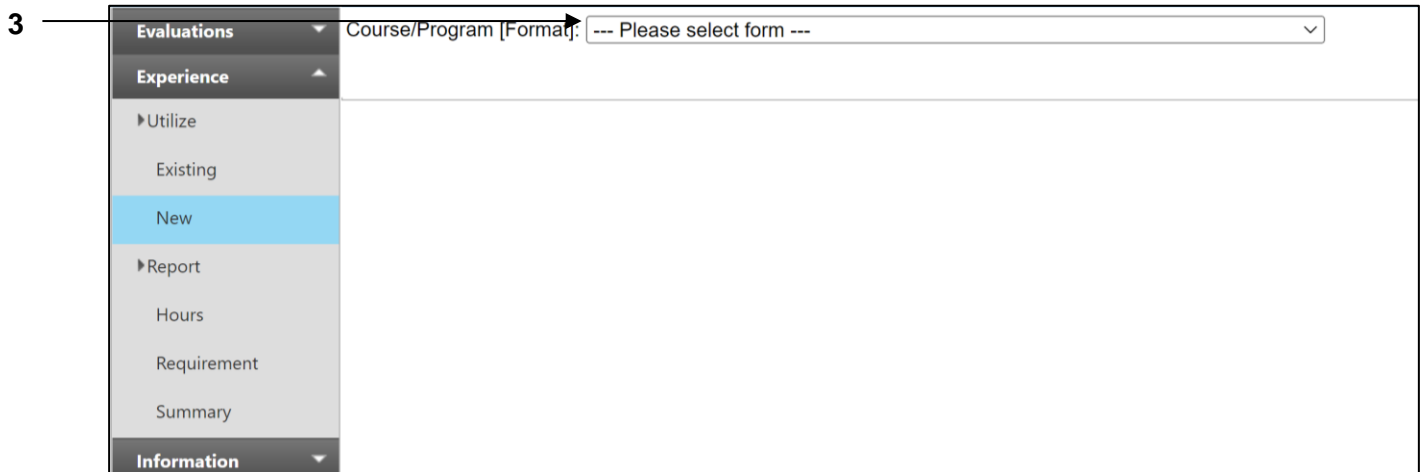 3
Evaluations
Course/Program [Format]: --- Please select form ---
Experience
Utilize
Existing
New
Report
Hours
Requirement
Summary
Information